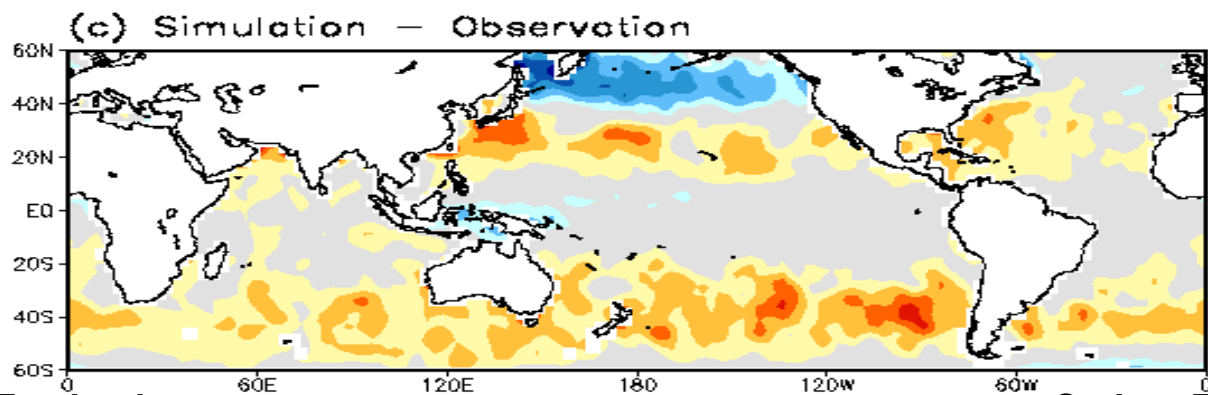 (c) Simulation – Observation
60N
40N
20N
EQ
20S
40S
60S
0 60E 120E 180 120W 60W 0